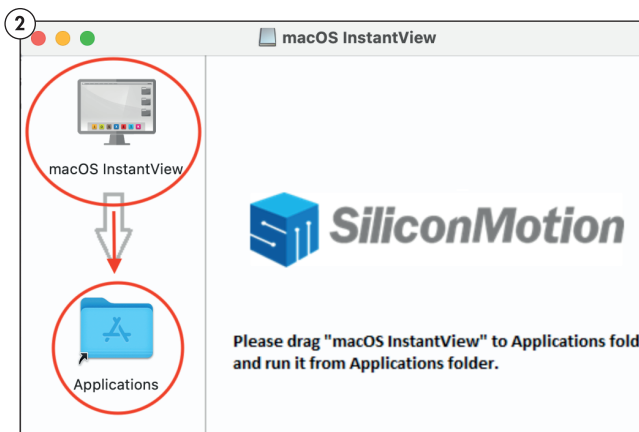 2
macOS InstantView
macOS InstantView
SiliconMotion
Please drag "macOS InstantView" to Applications fold
and run it from Applications folder.
Applications